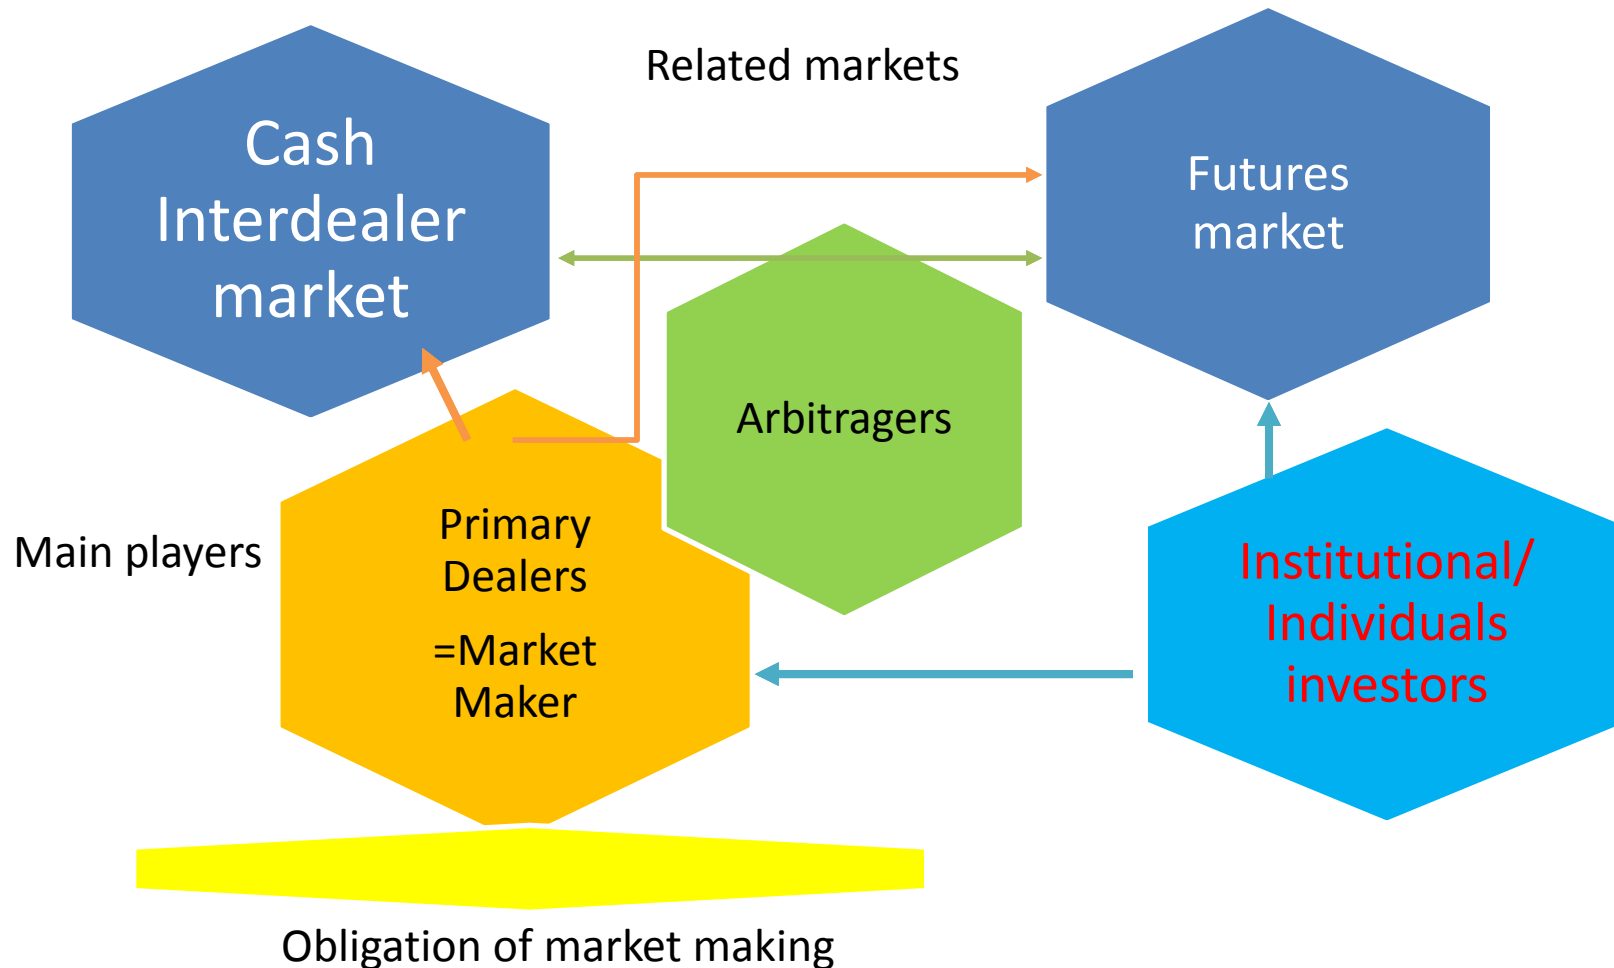 Related markets
Cash
Interdealer
market
Futures
market
Arbitragers
Main players
Primary
Dealers
=Market
Maker
Institutional/
Individuals
investors
Obligation of market making